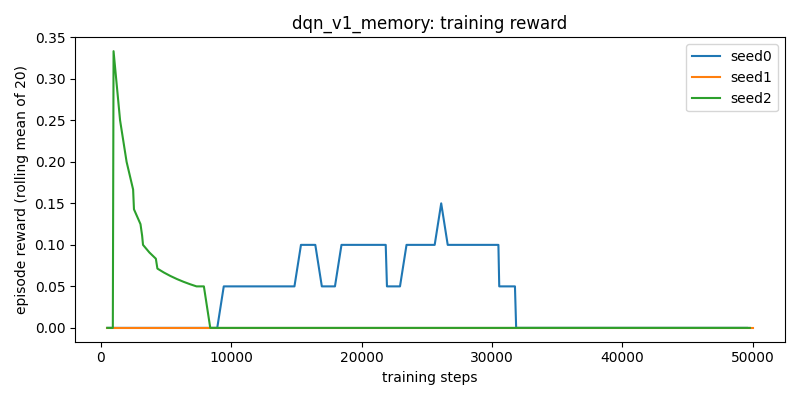 dqn_v1_memory: training reward
episode reward (rolling mean of 20)
0.35
0.30
0.25
0.20
0.15
0.10
0.05
0.00
seed0
seed1
seed2
0
10000
20000
30000
40000
50000
training steps